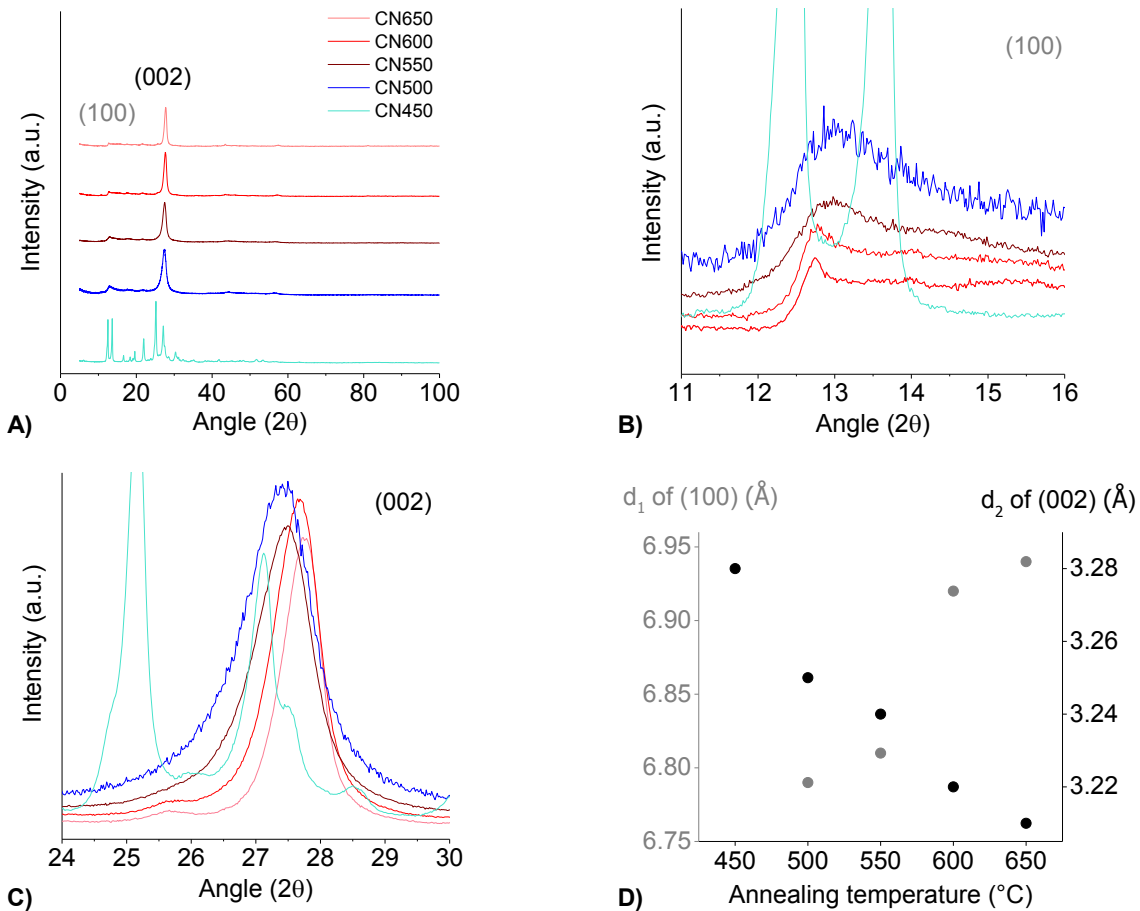 CN650
CN600
CN550
CN500
CN450
(002)
(100)
Intensity (a.u.)
0 20 40 60 80 100
Angle (2θ)
A)
(100)
Intensity (a.u.)
11 12 13 14 15 16
Angle (2θ)
B)
(002)
Intensity (a.u.)
24 25 26 27 28 29 30
Angle (2θ)
C)
d₁ of (100) (Å)
d₂ of (002) (Å)
6.95
6.90
6.85
6.80
6.75
3.28
3.26
3.24
3.22
450 500 550 600 650
Annealing temperature (°C)
D)